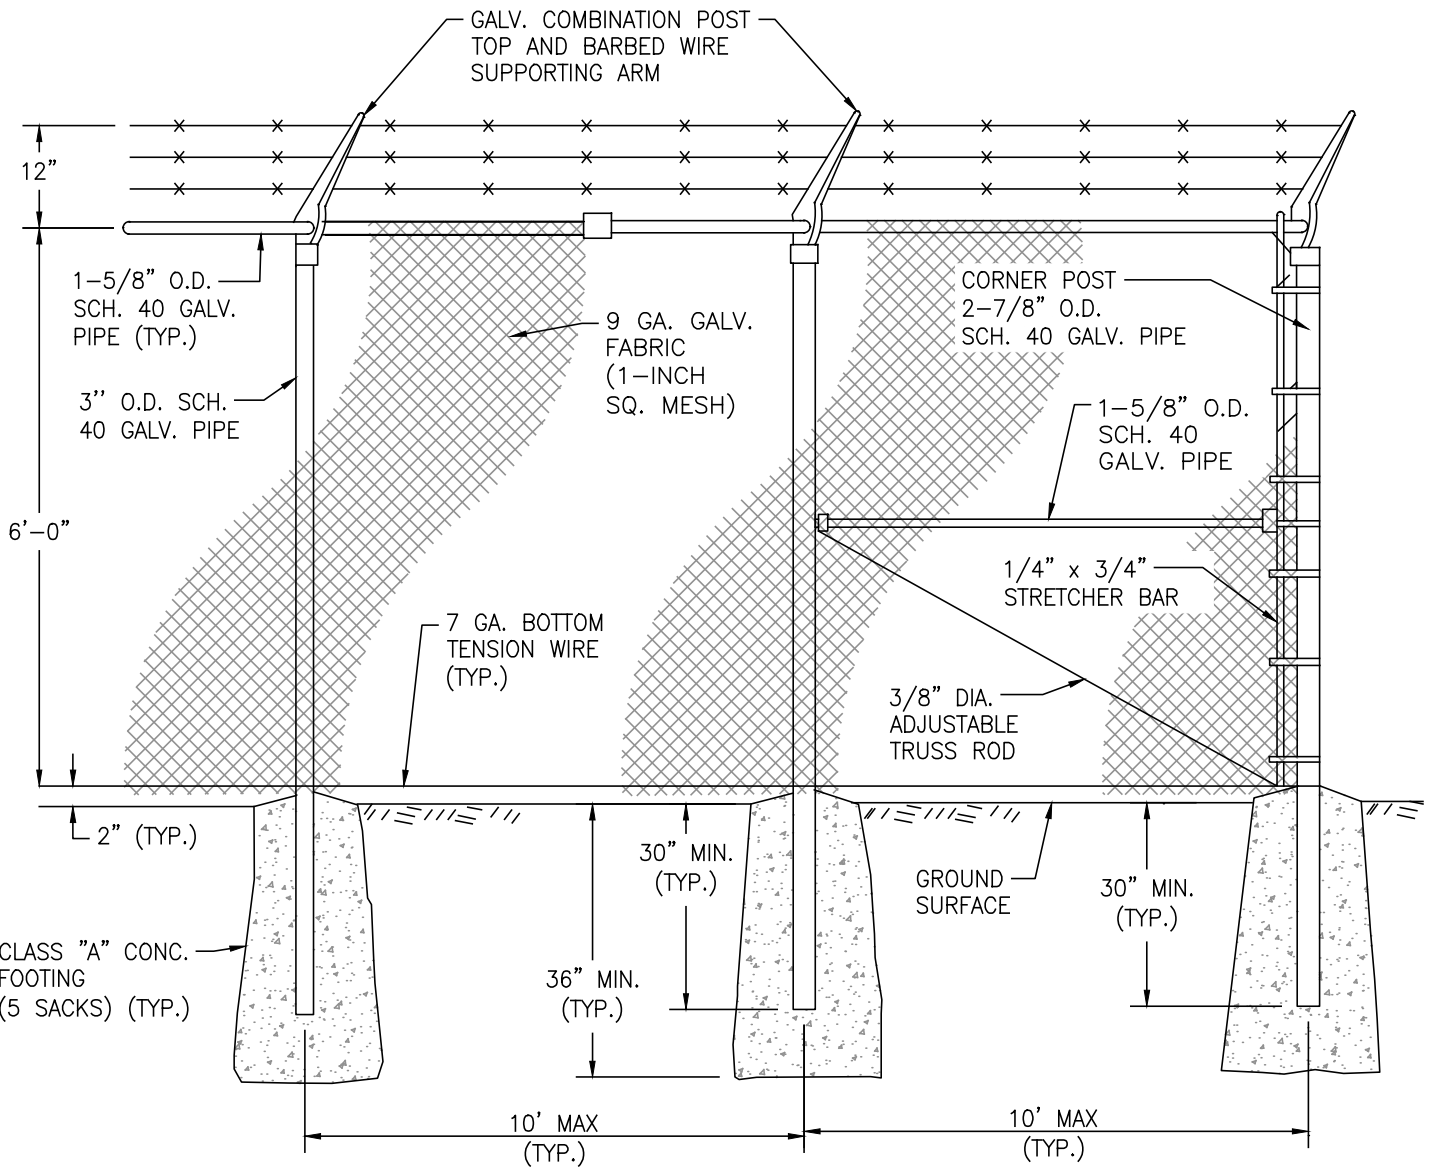 GALV. COMBINATION POST
TOP AND BARBED WIRE
SUPPORTING ARM
12"
1-5/8" O.D.
SCH. 40 GALV.
PIPE (TYP.)
3'' O.D. SCH.
40 GALV. PIPE
9 GA. GALV.
FABRIC
(1-INCH
SQ. MESH)
CORNER POST
2-7/8" O.D.
SCH. 40 GALV. PIPE
1-5/8" O.D.
SCH. 40
GALV. PIPE
6'-0"
1/4" x 3/4"
STRETCHER BAR
7 GA. BOTTOM
TENSION WIRE
(TYP.)
3/8" DIA.
ADJUSTABLE
TRUSS ROD
2" (TYP.)
30" MIN.
(TYP.)
GROUND
SURFACE
30" MIN.
(TYP.)
CLASS "A" CONC.
FOOTING
(5 SACKS) (TYP.)
36" MIN.
(TYP.)
10' MAX
(TYP.)
10' MAX
(TYP.)